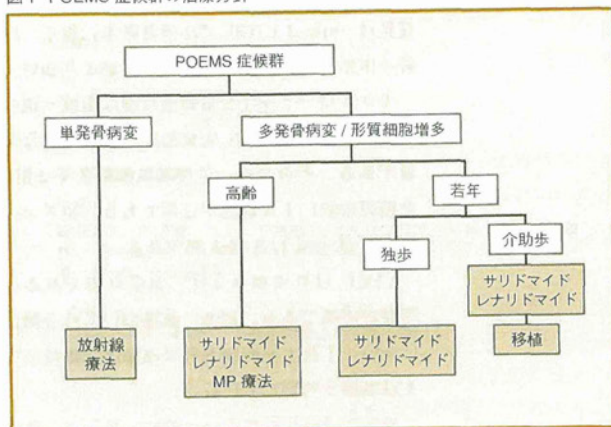 POEMS 症候群
単発骨病変
多発骨病変 / 形質細胞増多
高齢
若年
独歩
介助歩
サリドマイド
レナリドマイド
放射線
療法
サリドマイド
レナリドマイド
MP 療法
サリドマイド
レナリドマイド
移植